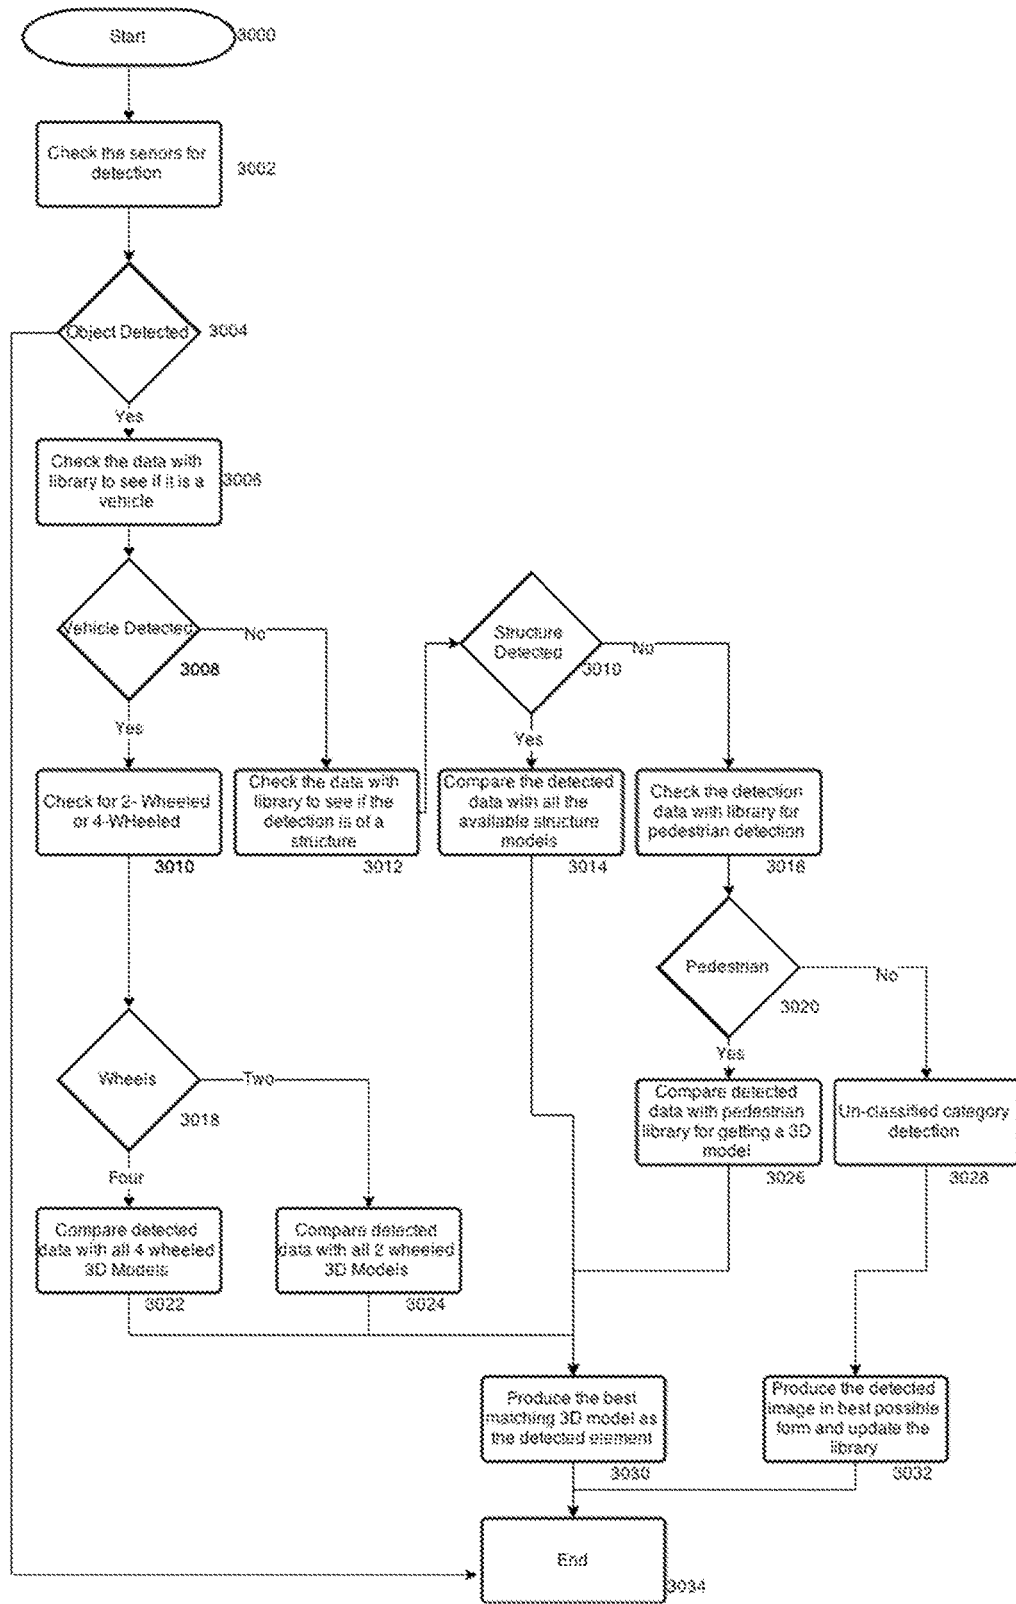 Start
3000
Check the senors for
detection
3002
Object Detected
3004
Yes
Check the data with
library to see if it is a
vehicle
3006
Vehicle Detected
No
3008
Yes
Structure
Detected
3010
No
Yes
Check for 2- Wheeled
or 4-WHeeled
3010
Check the data with
library to see if the
detection is of a
structure
3012
Compare the detected
data with all the
available structure
models
3014
Check the detection
data with library for
pedestrian detection
3016
Pedestrian
No
3020
Yes
Wheels
Two
3018
Four
Compare detected
data with pedestrian
library for getting a 3D
model
3026
Un-classified category
detection
3028
Compare detected
data with all 4 wheeled
3D Models
3022
Compare detected
data with all 2 wheeled
3D Models
3024
Produce the best
matching 3D model as
the detected element
3030
Produce the detected
image in best possible
form and update the
library
3032
End
3034